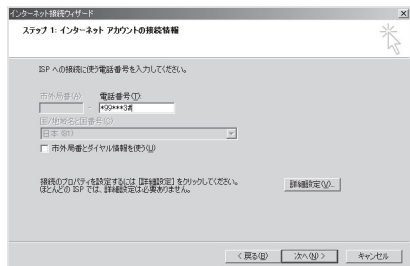 インターネット接続ウィザード
ステップ 1: インターネット アカウントの接続情報
ISP への接続に使う電話番号を入力してください。
市外局番(A) 電話番号(T):
- *99***3#
国/地域名と国番号(O)
日本 (81)
市外局番とダイヤル情報を使う(U)
接続のプロパティを設定するには [詳細設定] をクリックしてください。
ほとんどの ISP では、詳細設定は必要ありません。
詳細設定(V)...
< 戻る(B) 次へ(N) > キャンセル